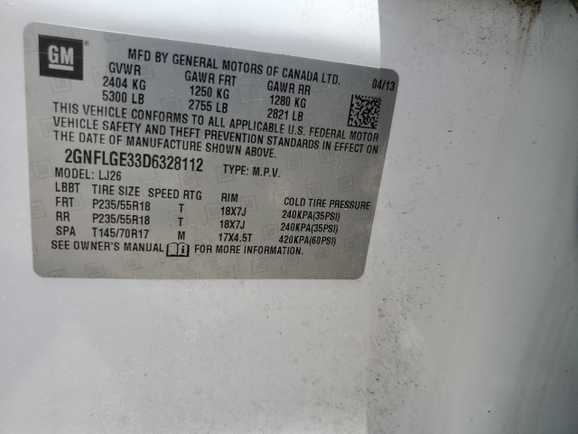 GM
MFD BY GENERAL MOTORS OF CANADA LTD.
04/13
GVWR GAWR FRT GAWR RR
2404 KG 1250 KG 1280 KG
5300 LB 2755 LB 2821 LB
THIS VEHICLE CONFORMS TO ALL APPLICABLE U.S. FEDERAL MOTOR
VEHICLE SAFETY AND THEFT PREVENTION STANDARDS IN EFFECT ON
THE DATE OF MANUFACTURE SHOWN ABOVE.
2GNFLGE33D6328112 TYPE: M.P.V.
MODEL: LJ26
LBBT TIRE SIZE SPEED RTG RIM COLD TIRE PRESSURE
FRT P235/55R18 T 18X7J 240KPA(35PSI)
RR P235/55R18 T 18X7J 240KPA(35PSI)
SPA T145/70R17 M 17X4.5T 420KPA(60PSI)
SEE OWNER'S MANUAL FOR MORE INFORMATION